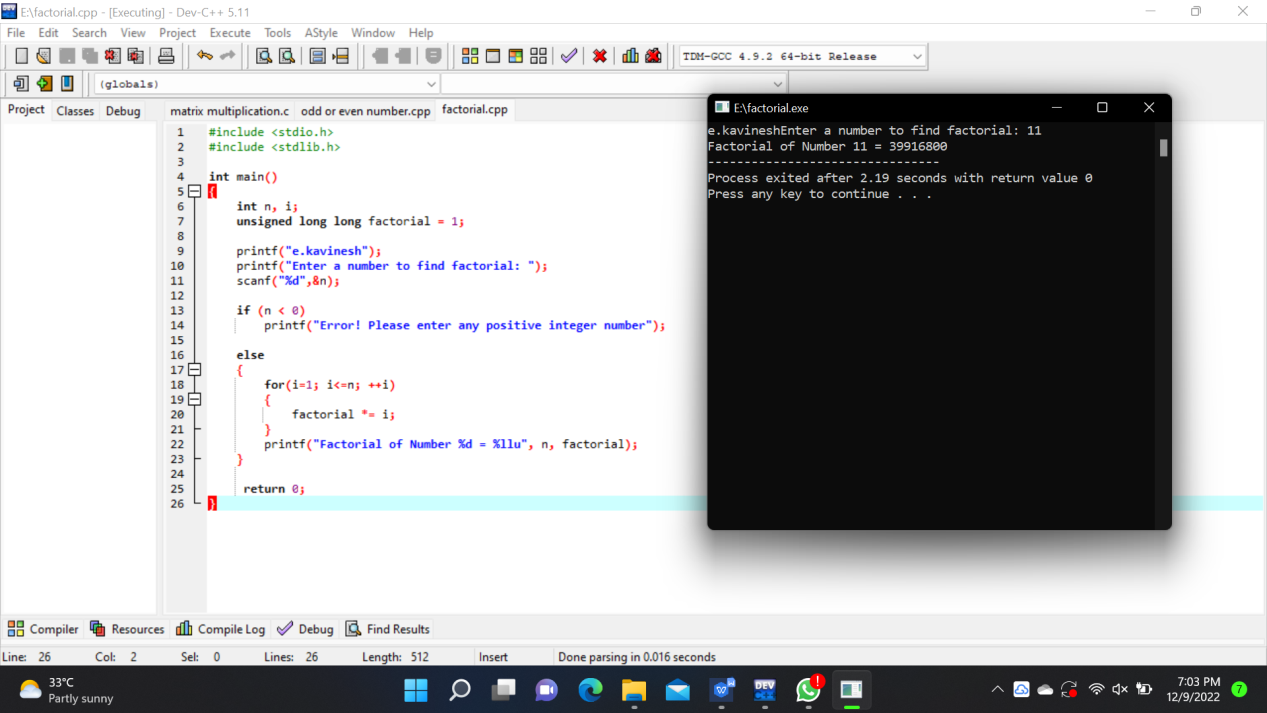 E:\factorial.cpp - [Executing] - Dev-C++ 5.11
File Edit Search View Project Execute Tools AStyle Window Help
TDM-GCC 4.9.2 64-bit Release
(globals)
Project Classes Debug
matrix multiplication.c odd or even number.cpp factorial.cpp
1 #include <stdio.h>
2 #include <stdlib.h>
3
4 int main()
5 {
6 int n, i;
7 unsigned long long factorial = 1;
8
9 printf("e.kavinesh");
10 printf("Enter a number to find factorial: ");
11 scanf("%d",&n);
12
13 if (n < 0)
14 printf("Error! Please enter any positive integer number");
15
16 else
17 {
18 for(i=1; i<=n; ++i)
19 {
20 factorial *= i;
21 }
22 printf("Factorial of Number %d = %llu", n, factorial);
23 }
24
25 return 0;
26 }
E:\factorial.exe
e.kavineshEnter a number to find factorial: 11
Factorial of Number 11 = 39916800
--------------------------------
Process exited after 2.19 seconds with return value 0
Press any key to continue . . .
Compiler Resources Compile Log Debug Find Results
Line: 26 Col: 2 Sel: 0 Lines: 26 Length: 512 Insert Done parsing in 0.016 seconds
33°C
Partly sunny
DEV
C++
W
!
7:03 PM
12/9/2022
7